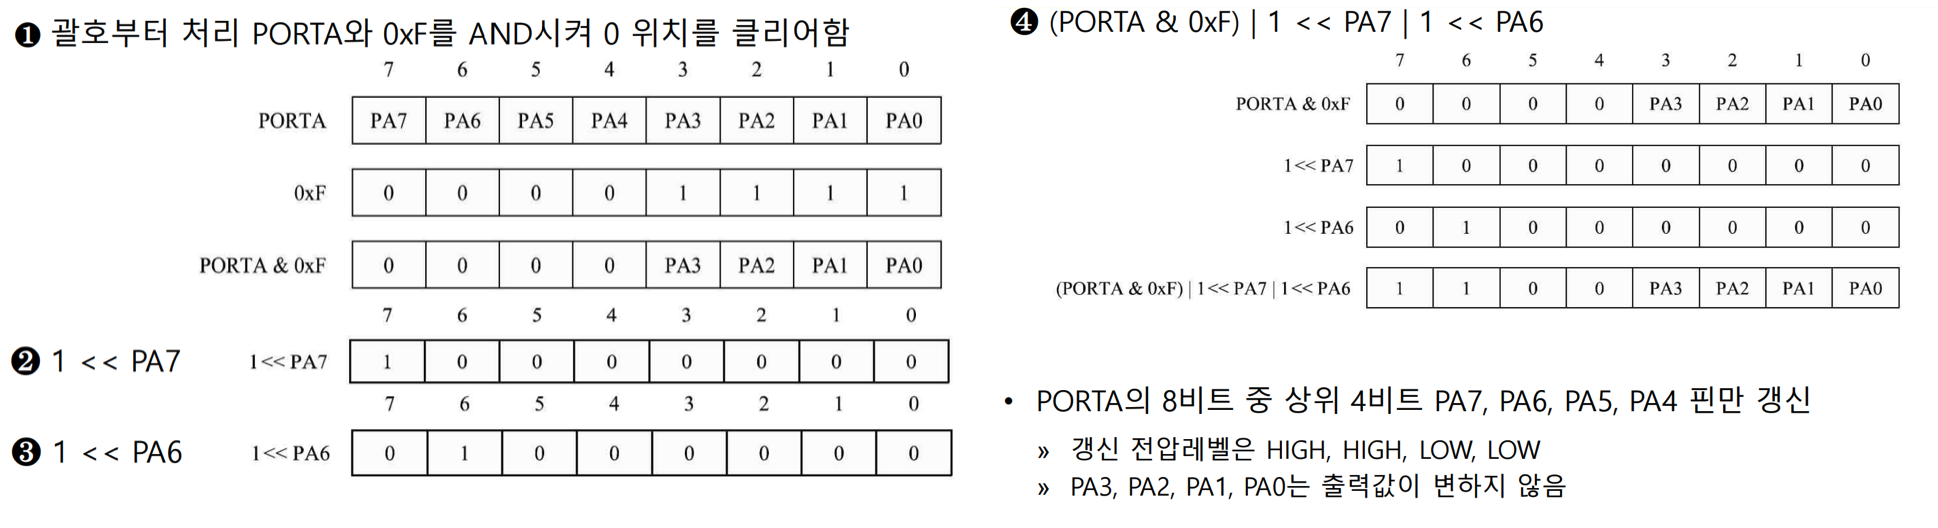 ❶ 괄호부터 처리 PORTA와 0xF를 AND시켜 0 위치를 클리어함
7 6 5 4 3 2 1 0
PORTA PA7 PA6 PA5 PA4 PA3 PA2 PA1 PA0
0xF 0 0 0 0 1 1 1 1
PORTA & 0xF 0 0 0 0 PA3 PA2 PA1 PA0
7 6 5 4 3 2 1 0
❷ 1 << PA7 1<< PA7 1 0 0 0 0 0 0 0
7 6 5 4 3 2 1 0
❸ 1 << PA6 1<< PA6 0 1 0 0 0 0 0 0
❹ (PORTA & 0xF) | 1 << PA7 | 1 << PA6
7 6 5 4 3 2 1 0
PORTA & 0xF 0 0 0 0 PA3 PA2 PA1 PA0
1<< PA7 1 0 0 0 0 0 0 0
1<< PA6 0 1 0 0 0 0 0 0
(PORTA & 0xF) | 1<< PA7 | 1<< PA6 1 1 0 0 PA3 PA2 PA1 PA0
• PORTA의 8비트 중 상위 4비트 PA7, PA6, PA5, PA4 핀만 갱신
» 갱신 전압레벨은 HIGH, HIGH, LOW, LOW
» PA3, PA2, PA1, PA0는 출력값이 변하지 않음